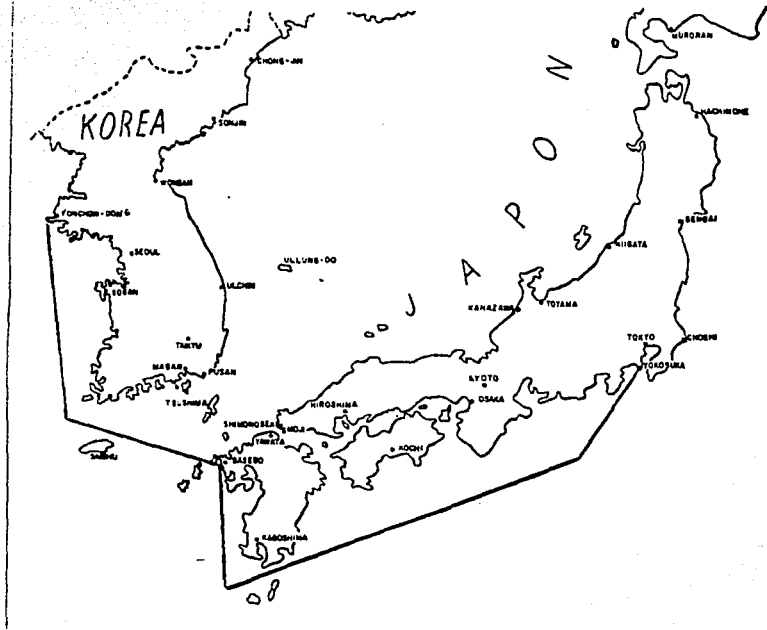 MURORAN
CHONG-JIN
KOREA
SONJIN
HACHINOHE
WONSAN
YONCHON-DONG
SENDAI
SEOUL
NIIGATA
ULLUNG-DO
ULCHIN
SOSAN
JAPON
KANAZAWA
TOYAMA
TOKYO
CHOSHI
MASAN
PUSAN
YOKOSUKA
KYOTO
TSUSHIMA
HIROSHIMA
OSAKA
SHIMONOSEKI
MOJI
YAWATA
KOCHI
SASEBO
KAGOSHIMA